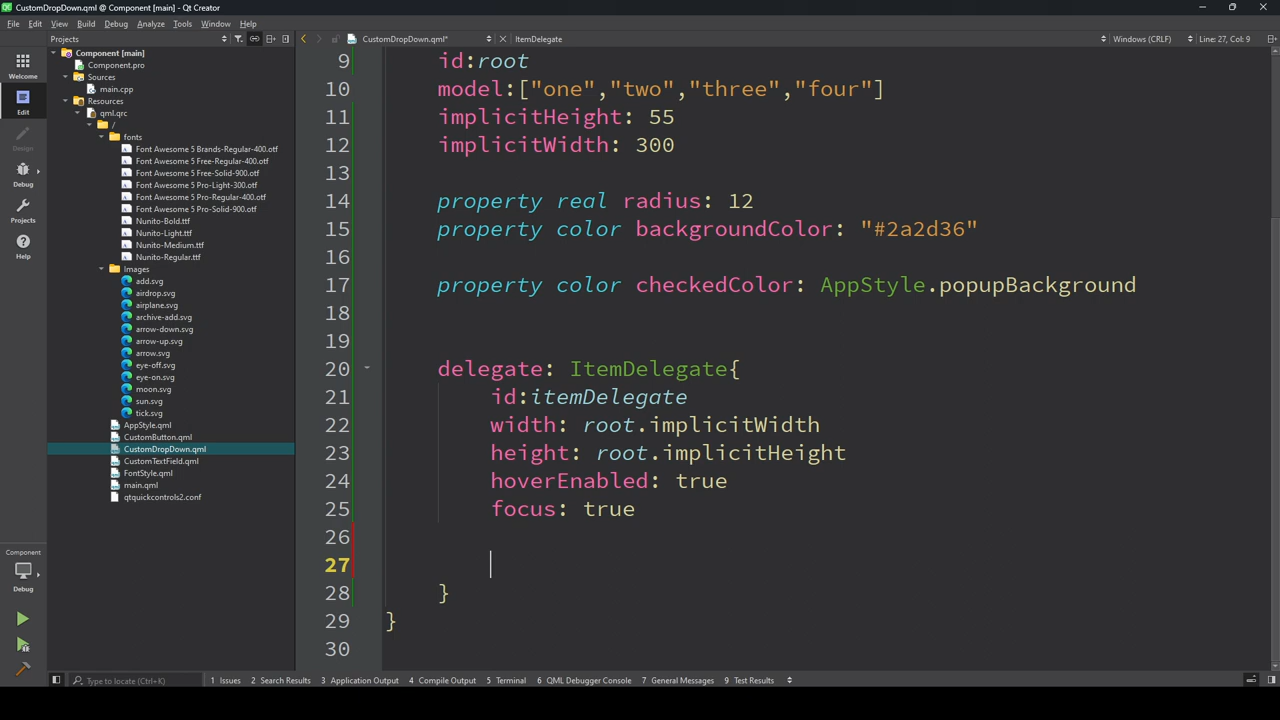 CustomDropDown.qml @ Component [main] - Qt Creator
File Edit View Build Debug Analyze Tools Window Help
Projects
CustomDropDown.qml*
ItemDelegate
Windows (CRLF)
Line: 27, Col: 9
Welcome
Edit
Design
Debug
Projects
Help
Component
Debug
Component [main]
Component.pro
Sources
main.cpp
Resources
qml.qrc
/
fonts
Font Awesome 5 Brands-Regular-400.otf
Font Awesome 5 Free-Regular-400.otf
Font Awesome 5 Free-Solid-900.otf
Font Awesome 5 Pro-Light-300.otf
Font Awesome 5 Pro-Regular-400.otf
Font Awesome 5 Pro-Solid-900.otf
Nunito-Bold.ttf
Nunito-Light.ttf
Nunito-Medium.ttf
Nunito-Regular.ttf
Images
add.svg
airdrop.svg
airplane.svg
archive-add.svg
arrow-down.svg
arrow-up.svg
arrow.svg
eye-off.svg
eye-on.svg
moon.svg
sun.svg
tick.svg
AppStyle.qml
CustomButton.qml
CustomDropDown.qml
CustomTextField.qml
FontStyle.qml
main.qml
qtquickcontrols2.conf
9 id:root
10 model:["one","two","three","four"]
11 implicitHeight: 55
12 implicitWidth: 300
13
14 property real radius: 12
15 property color backgroundColor: "#2a2d36"
16
17 property color checkedColor: AppStyle.popupBackground
18
19
20 delegate: ItemDelegate{
21 id:itemDelegate
22 width: root.implicitWidth
23 height: root.implicitHeight
24 hoverEnabled: true
25 focus: true
26
27
28 }
29 }
30
Type to locate (Ctrl+K)
1 Issues 2 Search Results 3 Application Output 4 Compile Output 5 Terminal 6 QML Debugger Console 7 General Messages 9 Test Results